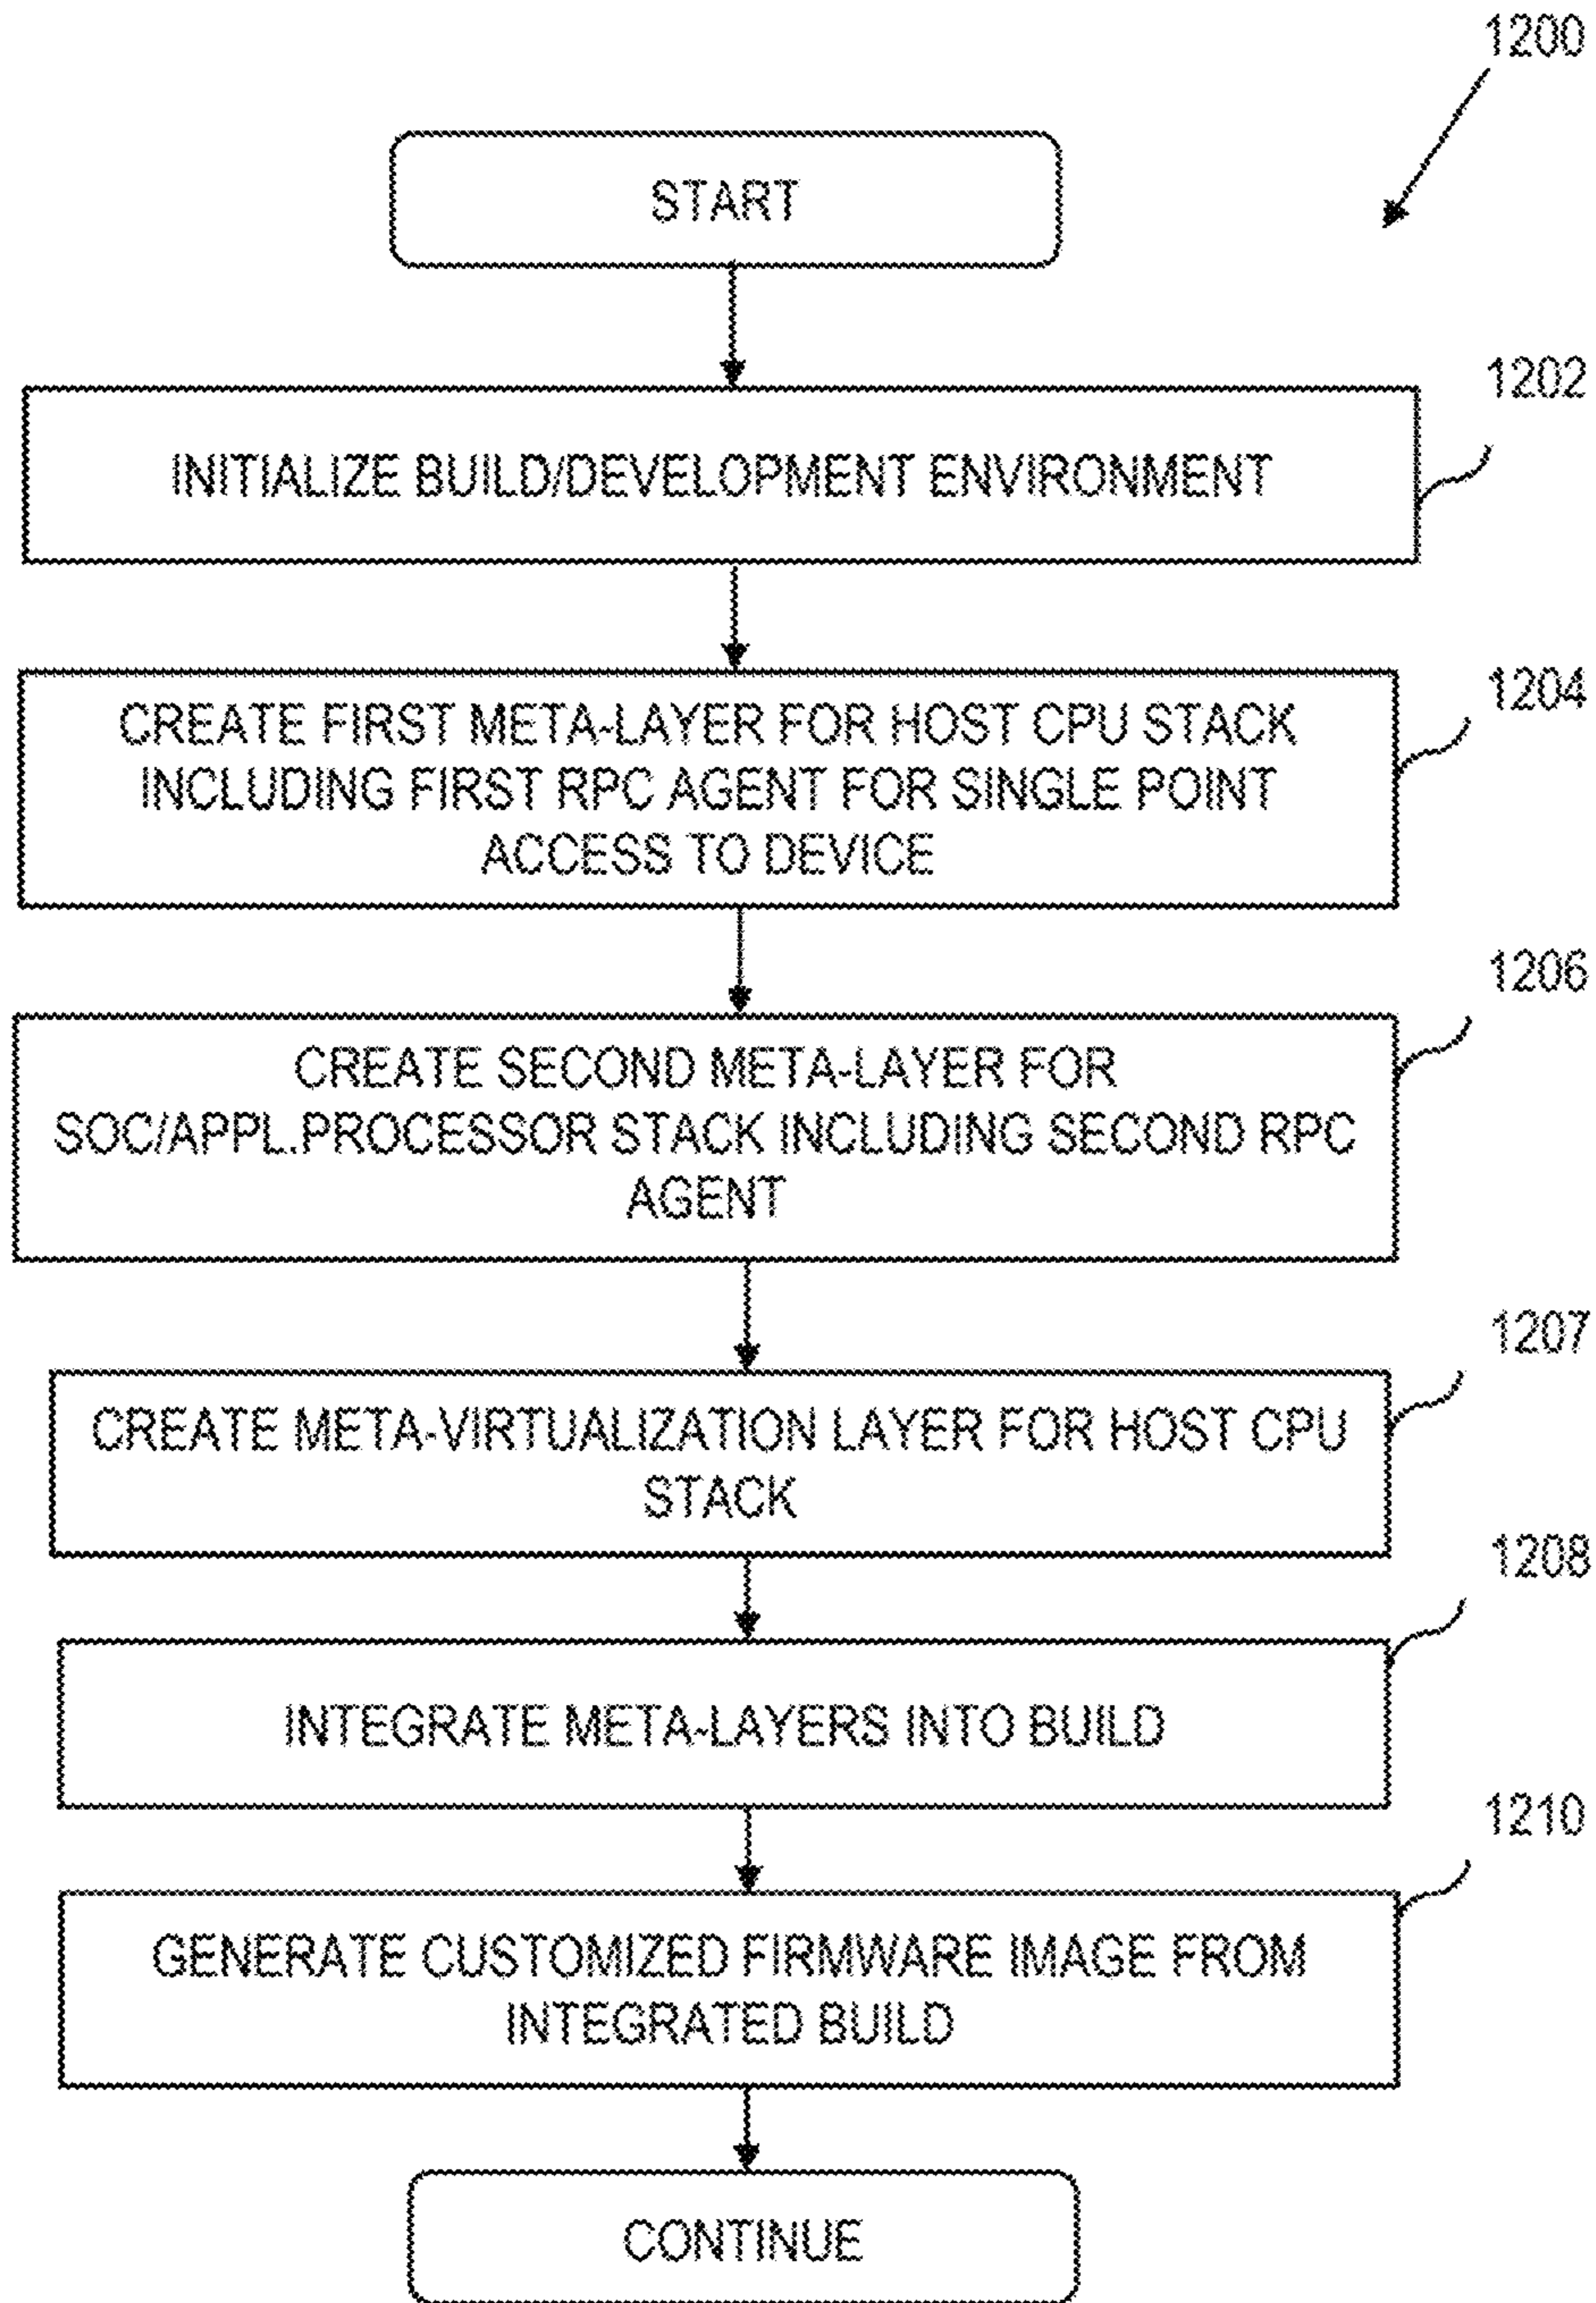 1200
START
1202
INITIALIZE BUILD/DEVELOPMENT ENVIRONMENT
1204
CREATE FIRST META-LAYER FOR HOST CPU STACK
INCLUDING FIRST RPC AGENT FOR SINGLE POINT
ACCESS TO DEVICE
1206
CREATE SECOND META-LAYER FOR
SOC/APPL.PROCESSOR STACK INCLUDING SECOND RPC
AGENT
1207
CREATE META-VIRTUALIZATION LAYER FOR HOST CPU
STACK
1208
INTEGRATE META-LAYERS INTO BUILD
1210
GENERATE CUSTOMIZED FIRMWARE IMAGE FROM
INTEGRATED BUILD
CONTINUE